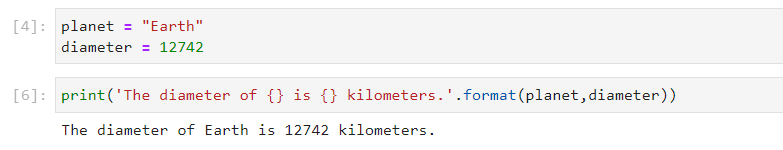 [4]: planet = "Earth"
diameter = 12742
[6]: print('The diameter of {} is {} kilometers.'.format(planet,diameter))
The diameter of Earth is 12742 kilometers.